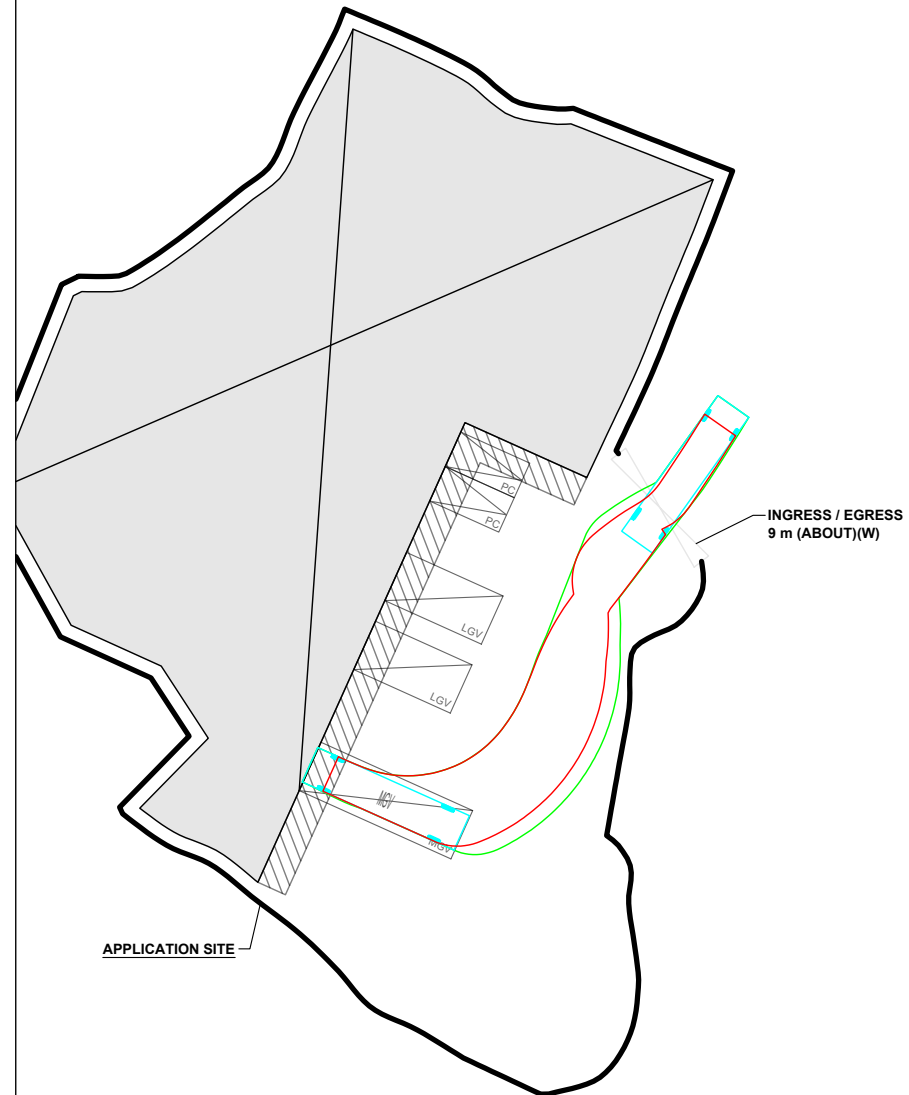 PC
PC
INGRESS / EGRESS
9 m (ABOUT)(W)
LGV
LGV
MGV
MGV
APPLICATION SITE